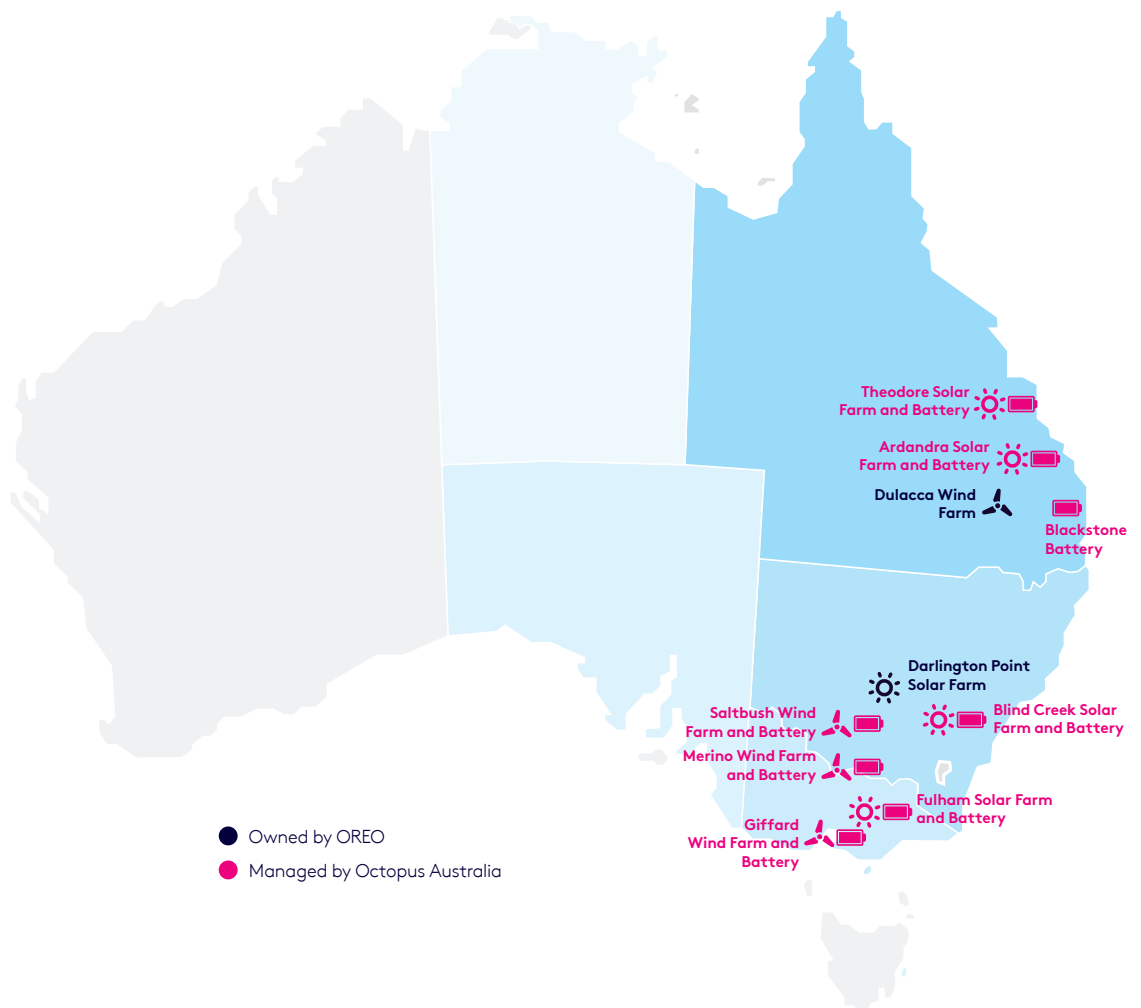 Theodore Solar
Farm and Battery
Ardandra Solar
Farm and Battery
Dulacca Wind
Farm
Blackstone
Battery
Darlington Point
Solar Farm
Saltbush Wind
Farm and Battery
Blind Creek Solar
Farm and Battery
Merino Wind Farm
and Battery
Fulham Solar Farm
and Battery
Giffard
Wind Farm and
Battery
Owned by OREO
Managed by Octopus Australia